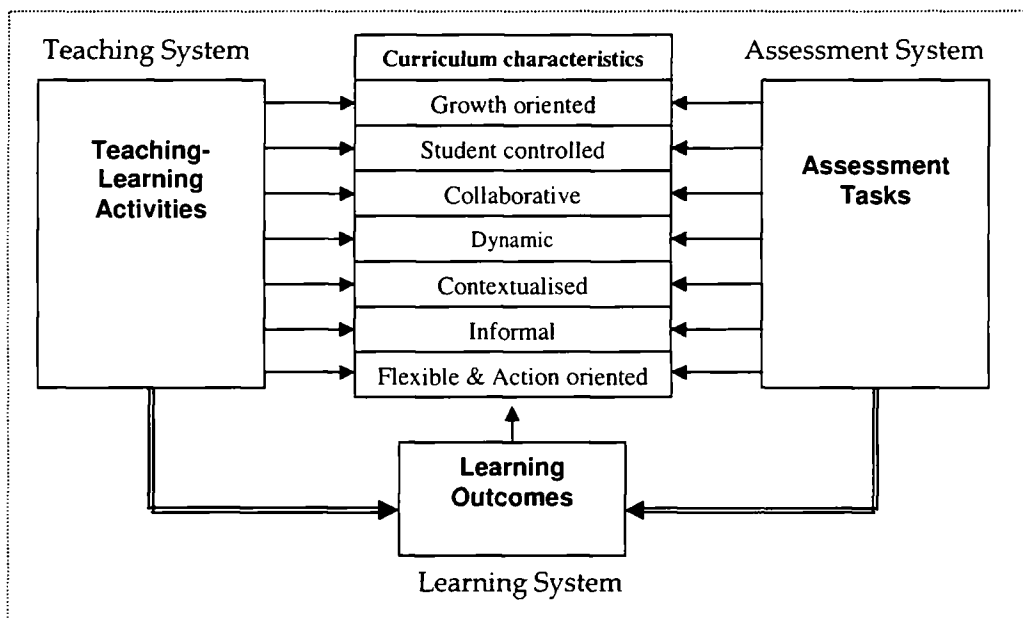 Teaching System
Teaching-
Learning
Activities
Curriculum characteristics
Growth oriented
Student controlled
Collaborative
Dynamic
Contextualised
Informal
Flexible & Action oriented
Assessment System
Assessment
Tasks
Learning
Outcomes
Learning System